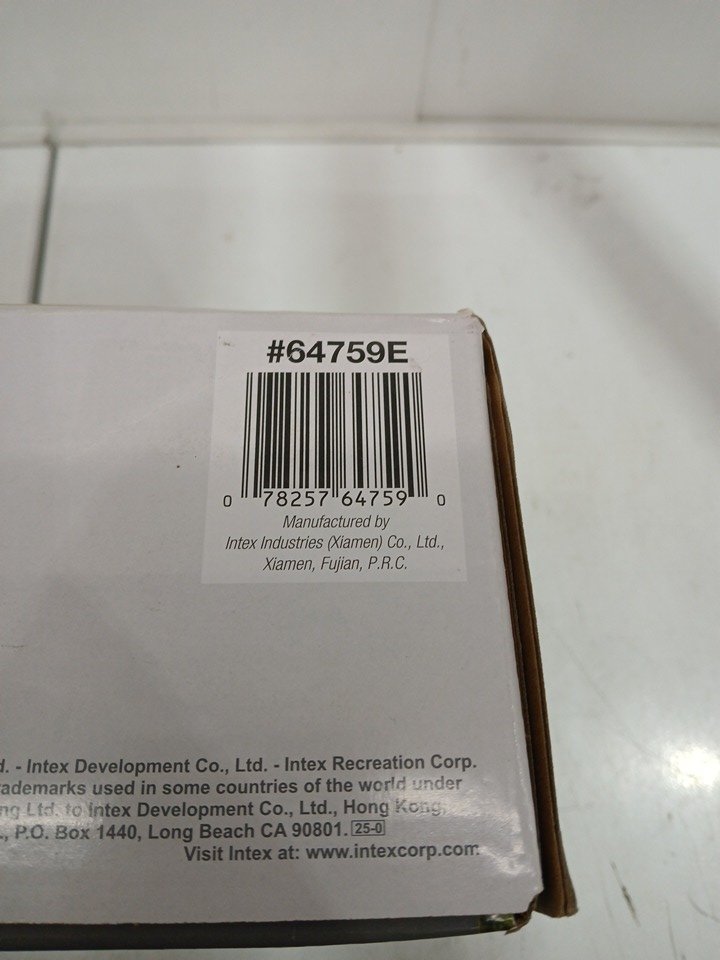 #64759E
0 78257 64759 0
Manufactured by
Intex Industries (Xiamen) Co., Ltd.,
Xiamen, Fujian, P.R.C.
- Intex Development Co., Ltd. - Intex Recreation Corp.
used in some countries of the world under
Ltd. to Intex Development Co., Ltd., Hong Kong,
P.O. Box 1440, Long Beach CA 90801. 25-0
Visit Intex at: www.intexcorp.com